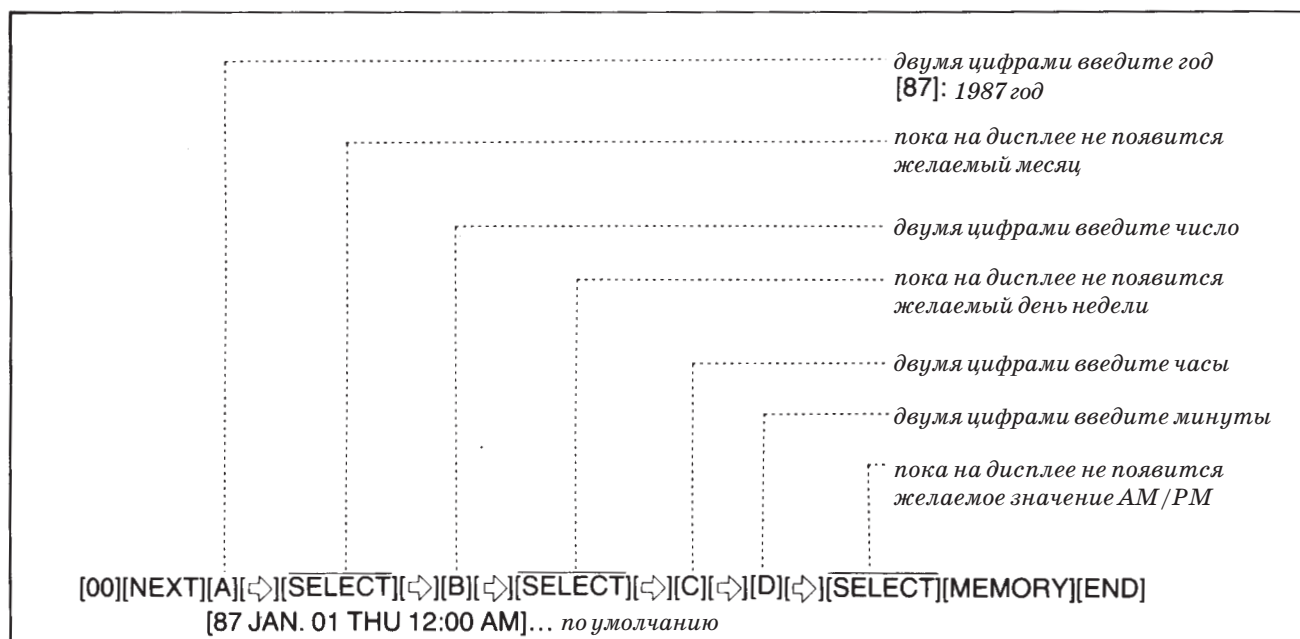 двумя цифрами введите год
[87]: 1987 год
пока на дисплее не появится
желаемый месяц
двумя цифрами введите число
пока на дисплее не появится
желаемый день недели
двумя цифрами введите часы
двумя цифрами введите минуты
пока на дисплее не появится
желаемое значение AM/PM
[00][NEXT][A][⇨][SELECT][⇨][B][⇨][SELECT][⇨][C][⇨][D][⇨][SELECT][MEMORY][END]
[87 JAN. 01 THU 12:00 AM]... по умолчанию